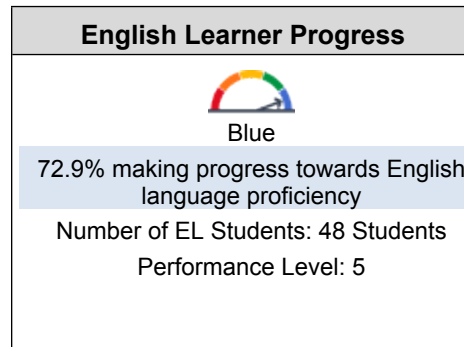 English Learner Progress
Blue
72.9% making progress towards English
language proficiency
Number of EL Students: 48 Students
Performance Level: 5